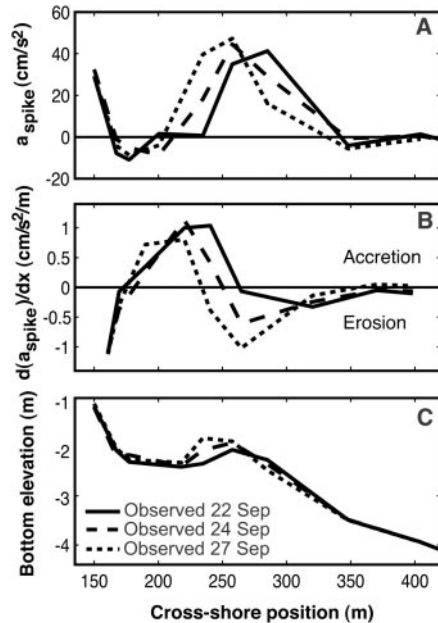 60
40
20
0
-20
a_spike (cm/s²)
A
1
0.5
0
-0.5
-1
d(a_spike)/dx (cm/s²/m)
B
Accretion
Erosion
-1
-2
-3
-4
Bottom elevation (m)
C
Observed 22 Sep
Observed 24 Sep
Observed 27 Sep
150 200 250 300 350 400
Cross-shore position (m)